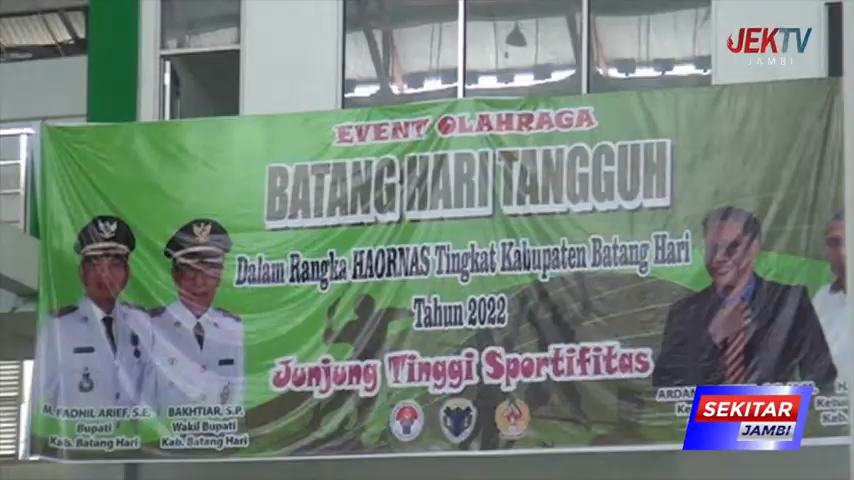 JEKTV
JAMBI
EVENT OLAHRAGA
BATANG HARI TANGGUH
Dalam Rangka HAORNAS Tingkat Kabupaten Batang Hari
Tahun 2022
Junjung Tinggi Sportifitas
M. FADHIL ARIEF, S.E.
Bupati
Kab. Batang Hari
BAKHTIAR, S.P.
Wakil Bupati
Kab. Batang Hari
SEKITAR
JAMBI